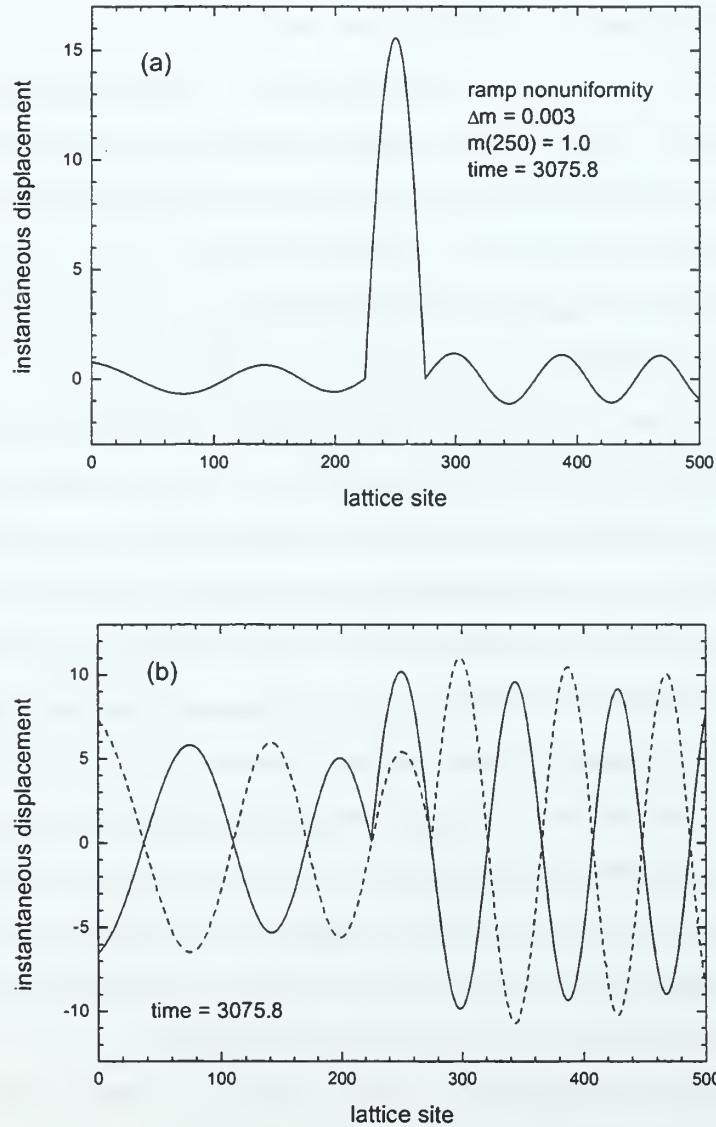 (a)
ramp nonuniformity
Δm = 0.003
m(250) = 1.0
time = 3075.8
instantaneous displacement
15
10
5
0
0 100 200 300 400 500
lattice site
(b)
instantaneous displacement
10
5
0
-5
-10
time = 3075.8
0 100 200 300 400 500
lattice site